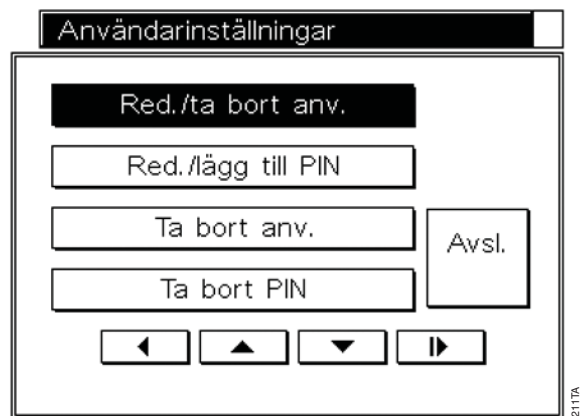 Användarinställningar
Red./ta bort anv.
Red./lägg till PIN
Ta bort anv.
Avsl.
Ta bort PIN
211TA